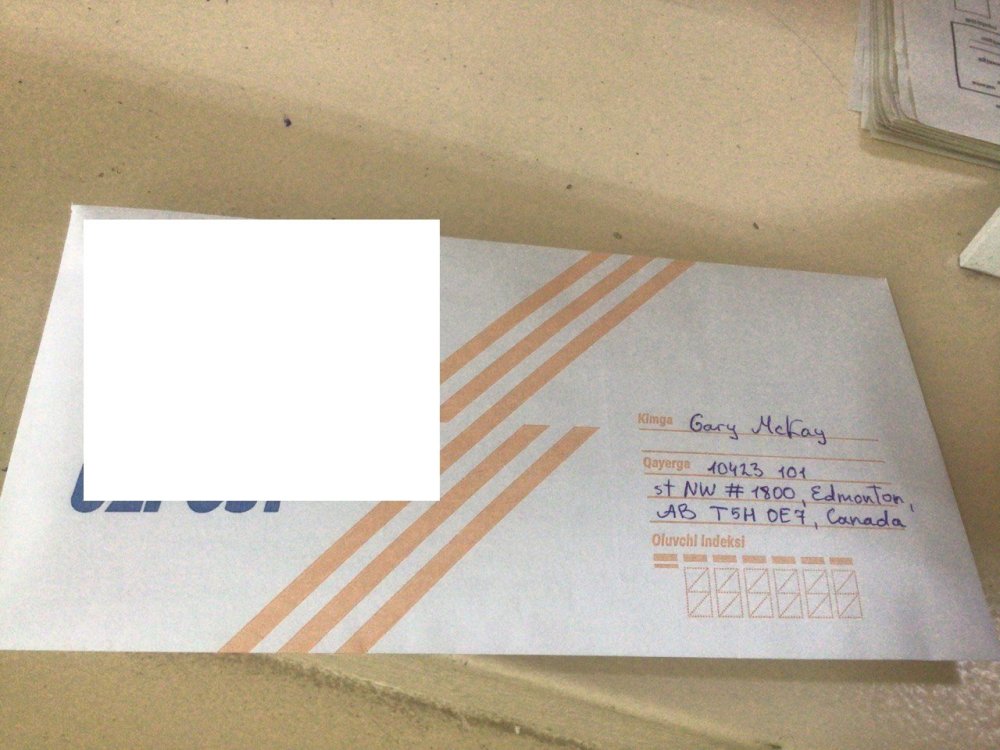 Kimga Gary McKay
Qayerga 10423 101
st NW # 1800, Edmonton,
AB T5H 0E7, Canada
Oluvchi Indeksi